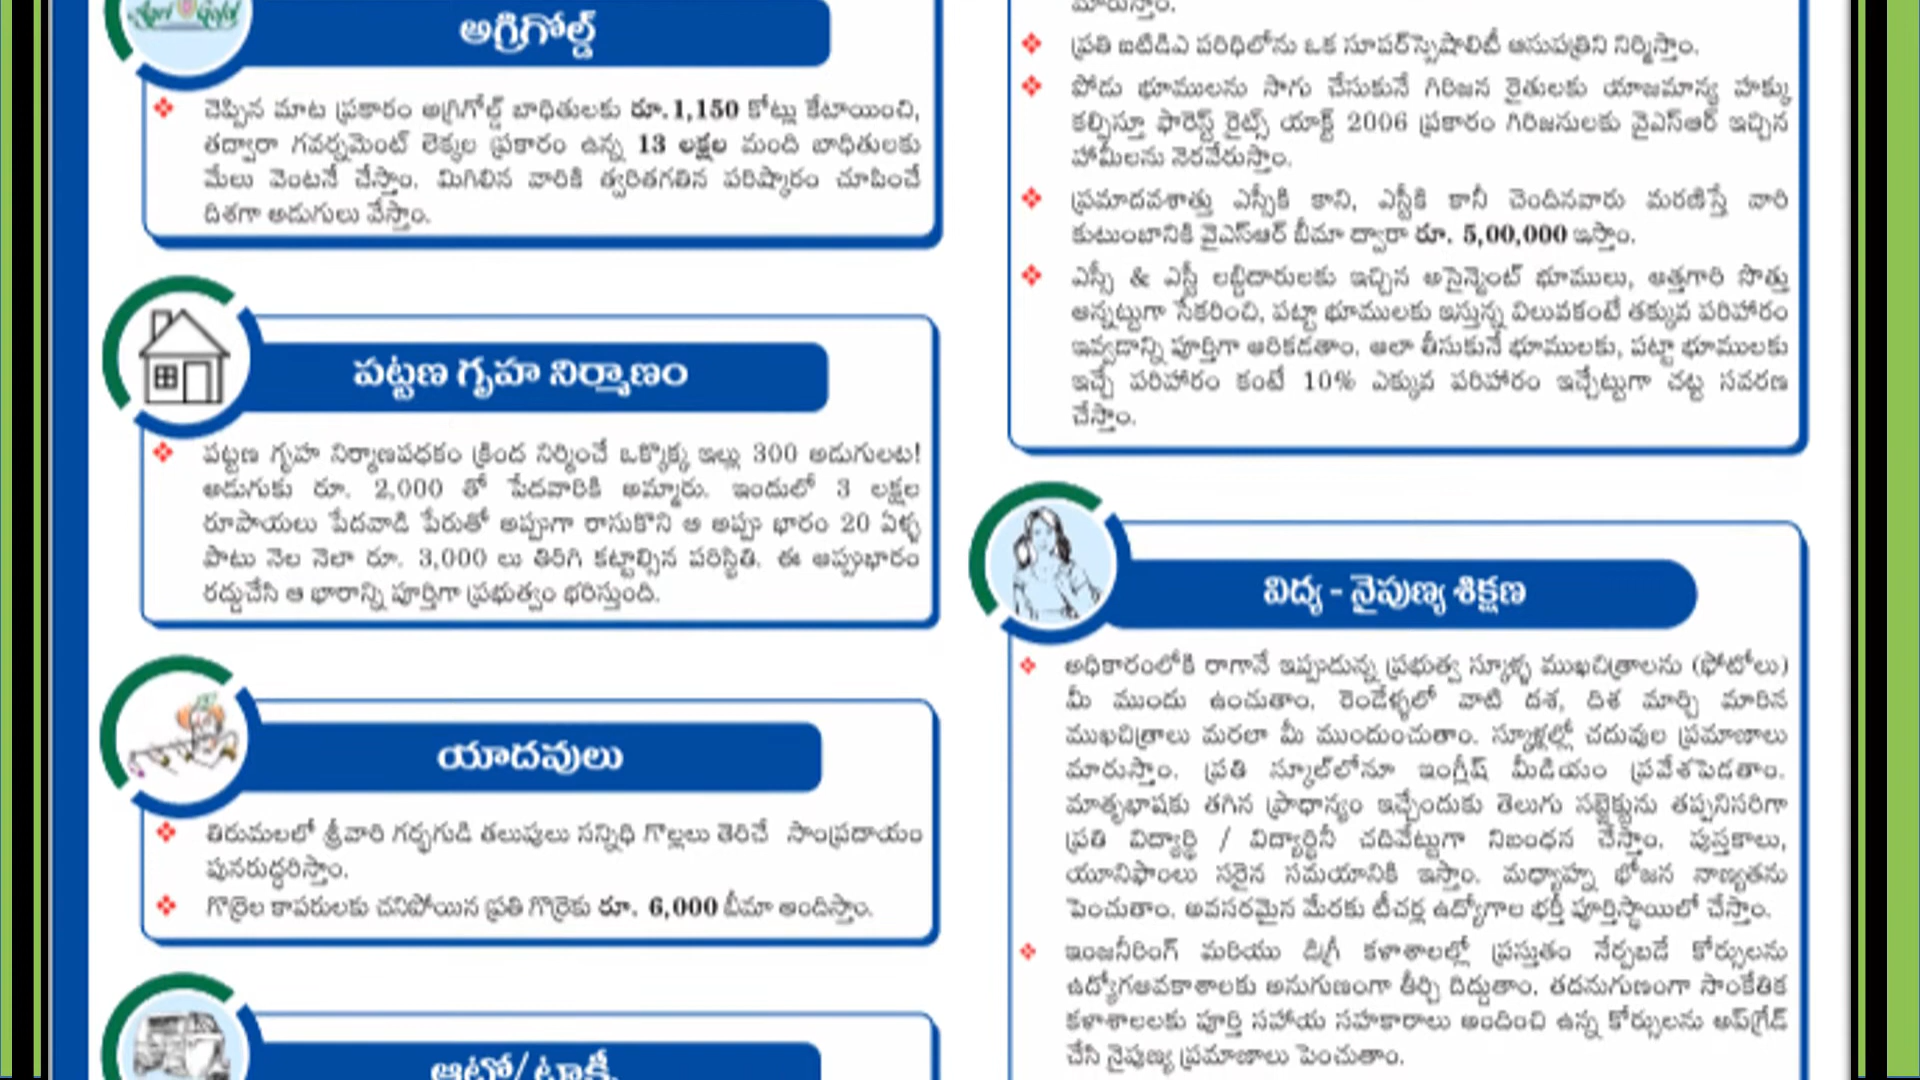 Agri Gold
అగ్రిగోల్డ్
చెప్పిన మాట ప్రకారం అగ్రిగోల్డ్ బాధితులకు రూ.1,150 కోట్లు కేటాయించి,
తద్వారా గవర్నమెంట్ లెక్కల ప్రకారం ఉన్న 13 లక్షల మంది బాధితులకు
మేలు వెంటనే చేస్తాం. మిగిలిన వారికి త్వరితగతిన పరిష్కారం చూపించే
దిశగా అడుగులు వేస్తాం.
పట్టణ గృహ నిర్మాణం
పట్టణ గృహ నిర్మాణపథకం క్రింద నిర్మించే ఒక్కొక్క ఇల్లు 300 అడుగులట!
అడుగుకు రూ. 2,000 తో పేదవారికి అమ్మారు. ఇందులో 3 లక్షల
రూపాయలు పేదవాడి పేరుతో అప్పుగా రాసుకొని ఆ అప్పు భారం 20 ఏళ్ళ
పాటు నెల నెలా రూ. 3,000 లు తిరిగి కట్టాల్సిన పరిస్థితి. ఈ అప్పుభారం
రద్దుచేసి ఆ భారాన్ని పూర్తిగా ప్రభుత్వం భరిస్తుంది.
యాదవులు
తిరుమలలో శ్రీవారి గర్భగుడి తలుపులు సన్నిధి గొల్లలు తెరిచే సాంప్రదాయం
పునరుద్ధరిస్తాం.
గొర్రెల కాపరులకు చనిపోయిన ప్రతి గొర్రెకు రూ. 6,000 బీమా అందిస్తాం.
ఆటో/టాక్సీ
మారుస్తాం.
ప్రతి ఐటిడిఎ పరిధిలోను ఒక సూపర్‌స్పెషాలిటీ ఆసుపత్రిని నిర్మిస్తాం.
పోడు భూములను సాగు చేసుకునే గిరిజన రైతులకు యాజమాన్య హక్కు
కల్పిస్తూ ఫారెస్ట్ రైట్స్ యాక్ట్ 2006 ప్రకారం గిరిజనులకు వైఎస్ఆర్ ఇచ్చిన
హామీలను నెరవేరుస్తాం.
ప్రమాదవశాత్తు ఎస్సీకి కాని, ఎస్టీకి కానీ చెందినవారు మరణిస్తే వారి
కుటుంబానికి వైఎస్ఆర్ బీమా ద్వారా రూ. 5,00,000 ఇస్తాం.
ఎస్సీ & ఎస్టీ లబ్ధిదారులకు ఇచ్చిన అసైన్మెంట్ భూములు, అత్తగారి సొత్తు
అన్నట్టుగా సేకరించి, పట్టా భూములకు ఇస్తున్న విలువకంటే తక్కువ పరిహారం
ఇవ్వడాన్ని పూర్తిగా అరికడతాం. అలా తీసుకునే భూములకు, పట్టా భూములకు
ఇచ్చే పరిహారం కంటే 10% ఎక్కువ పరిహారం ఇచ్చేట్టుగా చట్ట సవరణ
చేస్తాం.
విద్య - నైపుణ్య శిక్షణ
అధికారంలోకి రాగానే ఇప్పుడున్న ప్రభుత్వ స్కూళ్ళ ముఖచిత్రాలను (ఫోటోలు)
మీ ముందు ఉంచుతాం. రెండేళ్ళలో వాటి దశ, దిశ మార్చి మారిన
ముఖచిత్రాలు మరలా మీ ముందుంచుతాం. స్కూళ్లల్లో చదువుల ప్రమాణాలు
మారుస్తాం. ప్రతి స్కూల్‌లోనూ ఇంగ్లీష్ మీడియం ప్రవేశపెడతాం.
మాతృభాషకు తగిన ప్రాధాన్యం ఇచ్చేందుకు తెలుగు సబ్జెక్టును తప్పనిసరిగా
ప్రతి విద్యార్థి / విద్యార్థినీ చదివేట్టుగా నిబంధన చేస్తాం. పుస్తకాలు,
యూనిఫాంలు సరైన సమయానికి ఇస్తాం. మధ్యాహ్న భోజన నాణ్యతను
పెంచుతాం. అవసరమైన మేరకు టీచర్ల ఉద్యోగాల భర్తీ పూర్తిస్థాయిలో చేస్తాం.
ఇంజనీరింగ్ మరియు డిగ్రీ కళాశాలల్లో ప్రస్తుతం నేర్పబడే కోర్సులను
ఉద్యోగఅవకాశాలకు అనుగుణంగా తీర్చి దిద్దుతాం. తదనుగుణంగా సాంకేతిక
కళాశాలలకు పూర్తి సహాయ సహకారాలు అందించి ఉన్న కోర్సులను అప్‌గ్రేడ్
చేసి నైపుణ్య ప్రమాణాలు పెంచుతాం.